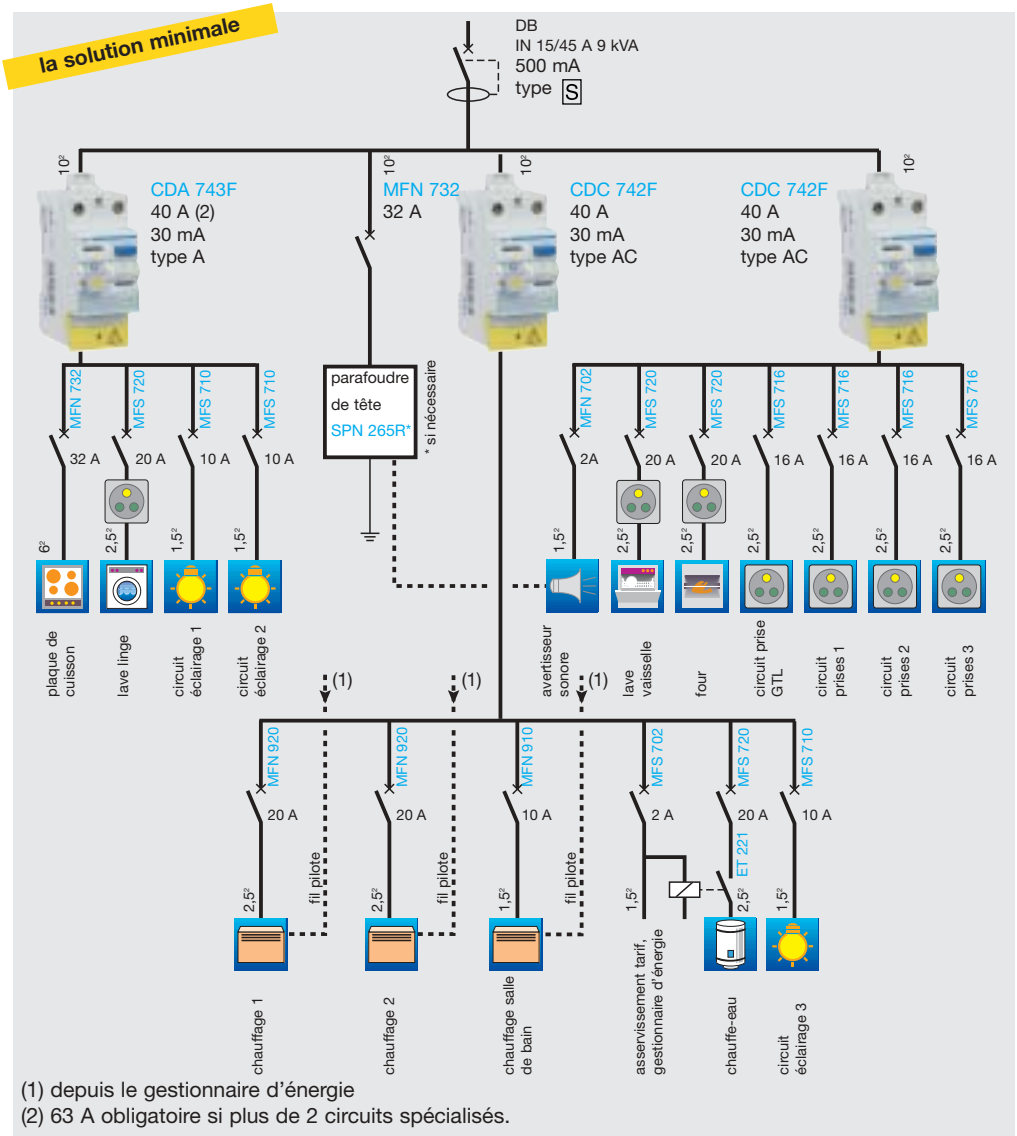 la solution minimale
DB
IN 15/45 A 9 kVA
500 mA
type S
10²
10²
10²
10²
CDA 743F
40 A (2)
30 mA
type A
MFN 732
32 A
CDC 742F
40 A
30 mA
type AC
CDC 742F
40 A
30 mA
type AC
parafoudre
de tête
SPN 265R*
* si nécessaire
MFN 732
MFS 720
MFS 710
MFS 710
32 A
20 A
10 A
10 A
6²
2,5²
1,5²
1,5²
plaque de
cuisson
lave linge
circuit
éclairage 1
circuit
éclairage 2
MFN 702
MFS 720
MFS 720
MFS 716
MFS 716
MFS 716
MFS 716
2A
20 A
20 A
16 A
16 A
16 A
16 A
1,5²
2,5²
2,5²
2,5²
2,5²
2,5²
2,5²
avertisseur
sonore
lave
vaisselle
four
circuit prise
GTL
circuit
prises 1
circuit
prises 2
circuit
prises 3
(1)
(1)
(1)
MFN 920
MFN 920
MFN 910
MFS 702
MFS 720
MFS 710
20 A
20 A
10 A
2 A
20 A
10 A
ET 221
fil pilote
fil pilote
fil pilote
2,5²
2,5²
1,5²
1,5²
2,5²
1,5²
chauffage 1
chauffage 2
chauffage salle
de bain
asservissement tarif,
gestionnaire d'énergie
chauffe-eau
circuit
éclairage 3
(1) depuis le gestionnaire d'énergie
(2) 63 A obligatoire si plus de 2 circuits spécialisés.